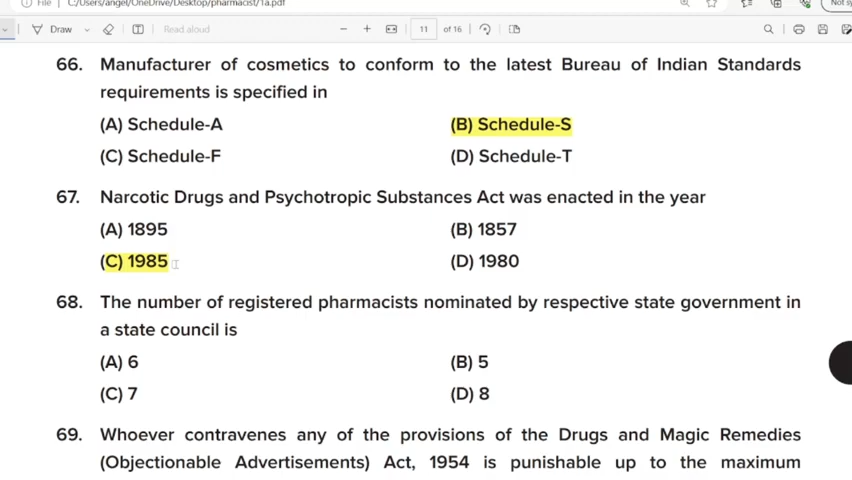 File
C:/Users/angel/OneDrive/Desktop/pharmacist/1a.pdf
Not sy
Draw
Read aloud
11
of 16
66. Manufacturer of cosmetics to conform to the latest Bureau of Indian Standards
requirements is specified in
(A) Schedule-A (B) Schedule-S
(C) Schedule-F (D) Schedule-T
67. Narcotic Drugs and Psychotropic Substances Act was enacted in the year
(A) 1895 (B) 1857
(C) 1985 (D) 1980
68. The number of registered pharmacists nominated by respective state government in
a state council is
(A) 6 (B) 5
(C) 7 (D) 8
69. Whoever contravenes any of the provisions of the Drugs and Magic Remedies
(Objectionable Advertisements) Act, 1954 is punishable up to the maximum